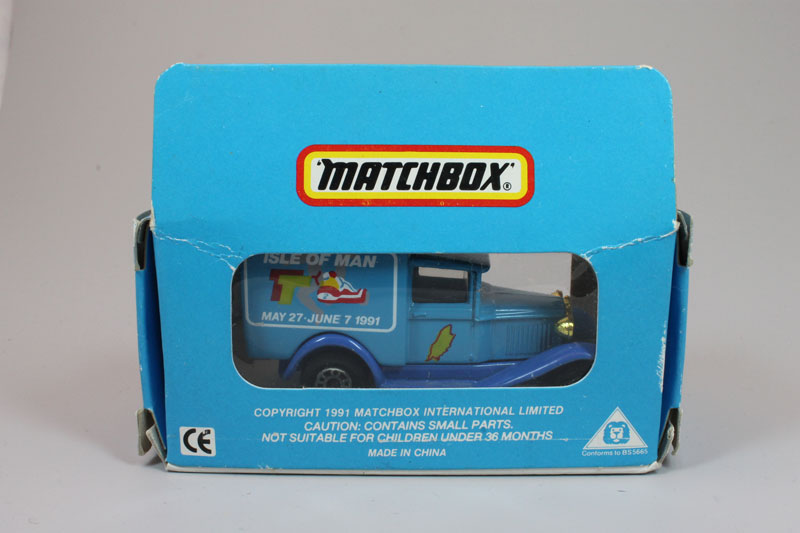 MATCHBOX®
ISLE OF MAN
TT
MAY 27-JUNE 7 1991
COPYRIGHT 1991 MATCHBOX INTERNATIONAL LIMITED
CAUTION: CONTAINS SMALL PARTS.
NOT SUITABLE FOR CHILDREN UNDER 36 MONTHS
MADE IN CHINA
CE
Conforms to BS5665